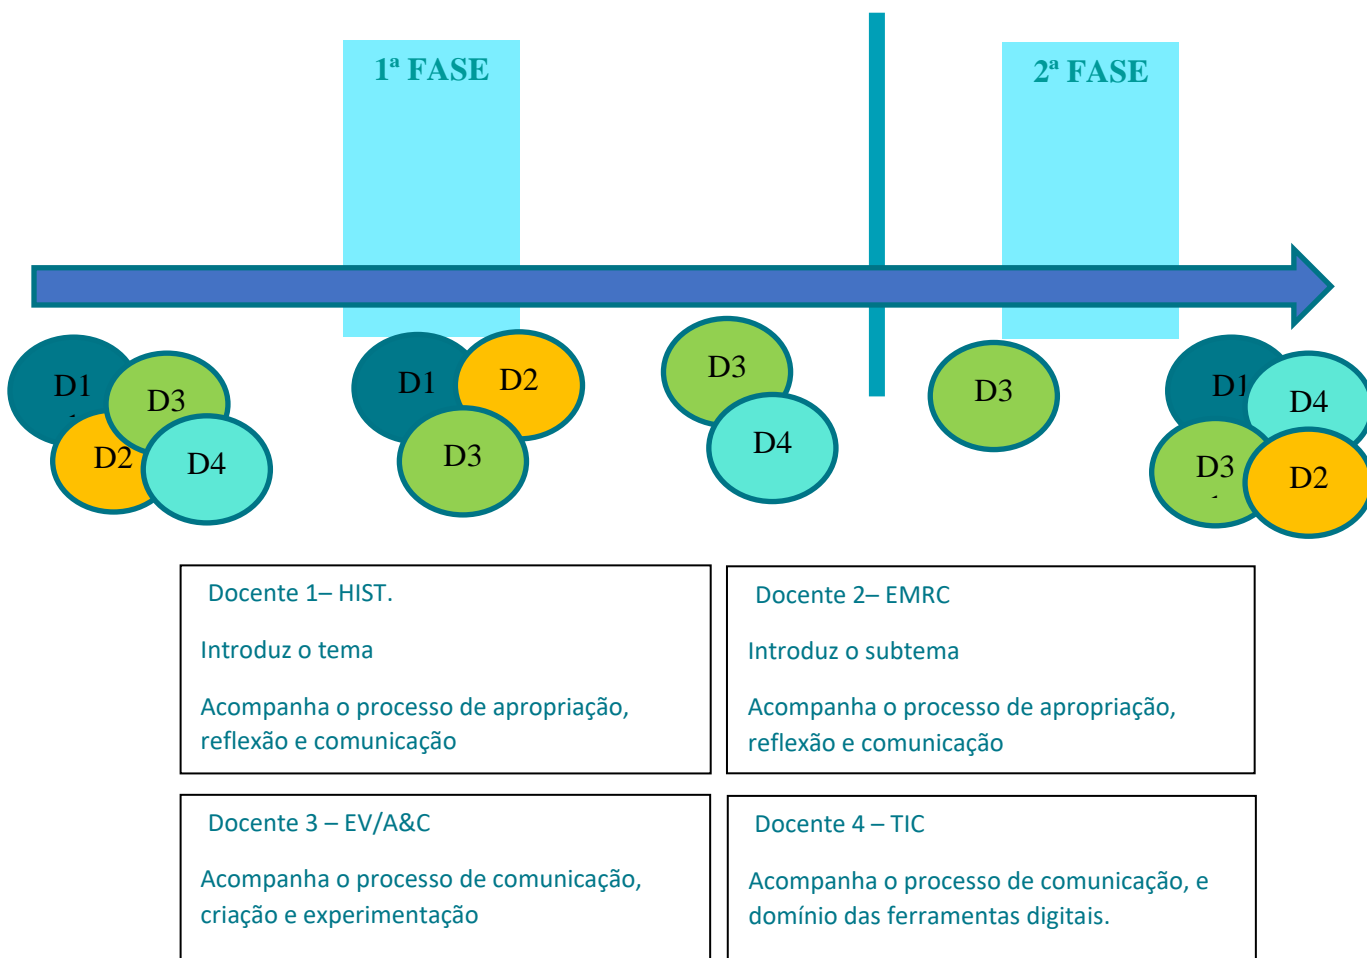 1ª FASE
2ª FASE
D1
D3
D2
D4
D1
D2
D3
D3
D4
D3
D1
D4
D3
D2
Docente 1– HIST.
Introduz o tema
Acompanha o processo de apropriação,
reflexão e comunicação
Docente 2– EMRC
Introduz o subtema
Acompanha o processo de apropriação,
reflexão e comunicação
Docente 3 – EV/A&C
Acompanha o processo de comunicação,
criação e experimentação
Docente 4 – TIC
Acompanha o processo de comunicação, e
domínio das ferramentas digitais.